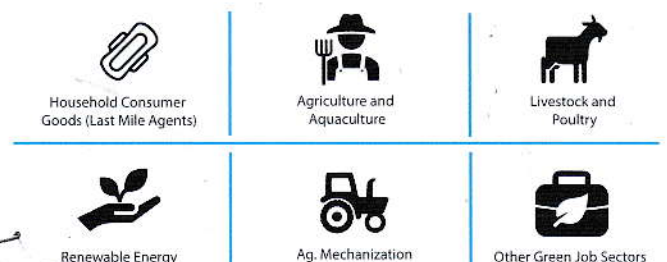 Household Consumer
Goods (Last Mile Agents)
Agriculture and
Aquaculture
Livestock and
Poultry
Renewable Energy
Ag. Mechanization
Other Green Job Sectors